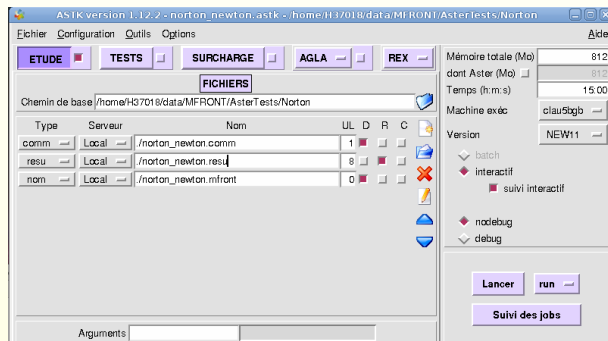 ASTK version 1.12.2 - norton_newton.astk - /home/H37018/data/MFRONT/AsterTests/Norton
Fichier Configuration Outils Options Aide
ETUDE TESTS SURCHARGE AGLA REX
FICHIERS
Chemin de base /home/H37018/data/MFRONT/AsterTests/Norton
Type Serveur Nom UL D R C
comm Local ./norton_newton.comm 1
resu Local ./norton_newton.resu 8
nom Local ./norton_newton.mfront 0
Arguments
Mémoire totale (Mo) 812
dont Aster (Mo) 812
Temps (h:m:s) 15:00
Machine exéc clau5bgb
Version NEW11
batch
interactif
suivi interactif
nodebug
debug
Lancer run
Suivi des jobs